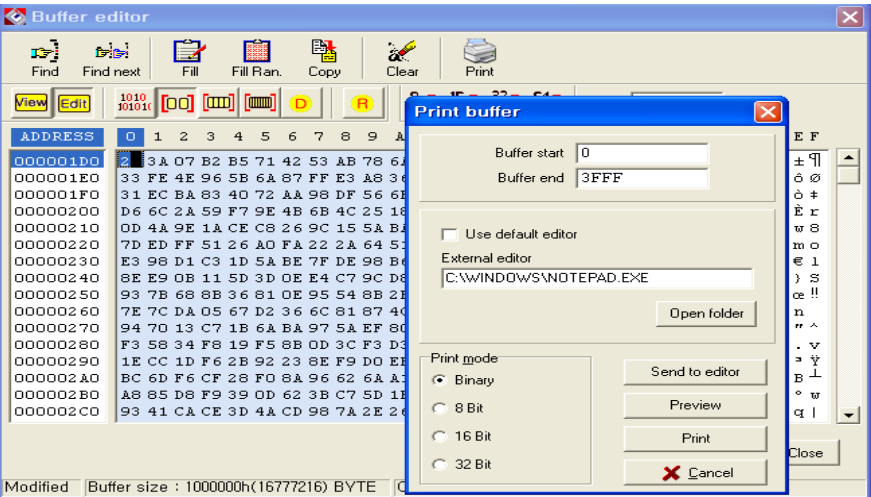 Buffer editor
Find Find next Fill Fill Ran. Copy Clear Print
View Edit 1010 10101 D R
Print buffer
ADDRESS 0 1 2 3 4 5 6 7 8 9 A E F
Buffer start 0
Buffer end 3FFF
Use default editor
External editor
C:\WINDOWS\NOTEPAD.EXE
Open folder
Print mode
Binary
8 Bit
16 Bit
32 Bit
Send to editor
Preview
Print
Cancel
000001D0 2 3A 07 B2 B5 71 42 53 AB 78 ± ¶
000001E0 33 FE 4E 96 5B 6A 87 FF E3 A8 ô Ø
000001F0 31 EC BA 83 40 72 AA 98 DF 56 ò ‡
00000200 D6 6C 2A 59 F7 9E 4B 6B 4C 25 È r
00000210 0D 4A 9E 1A CE C8 26 9C 15 5A w 8
00000220 7D ED FF 51 26 A0 FA 22 2A 64 m o
00000230 E3 98 D1 C3 1D 5A BE 7F DE 98 € 1
00000240 8E E9 0B 11 5D 3D 0E E4 C7 9C } S
00000250 93 7B 68 8B 36 81 0E 95 54 8B œ ‼
00000260 7E 7C DA 05 67 D2 36 6C 81 87 n
00000270 94 70 13 C7 1B 6A BA 97 5A EF " ^
00000280 F3 58 34 F8 19 F5 8B 0D 3C F3 . v
00000290 1E CC 1D F6 2B 92 23 8E F9 D0 Ÿ
000002A0 BC 6D F6 CF 28 F0 8A 96 62 6A B ┴
000002B0 A8 85 D8 F9 39 0D 62 3B C7 5D ° w
000002C0 93 41 CA CE 3D 4A CD 98 7A 2E q |
Close
Modified Buffer size : 1000000h(16777216) BYTE